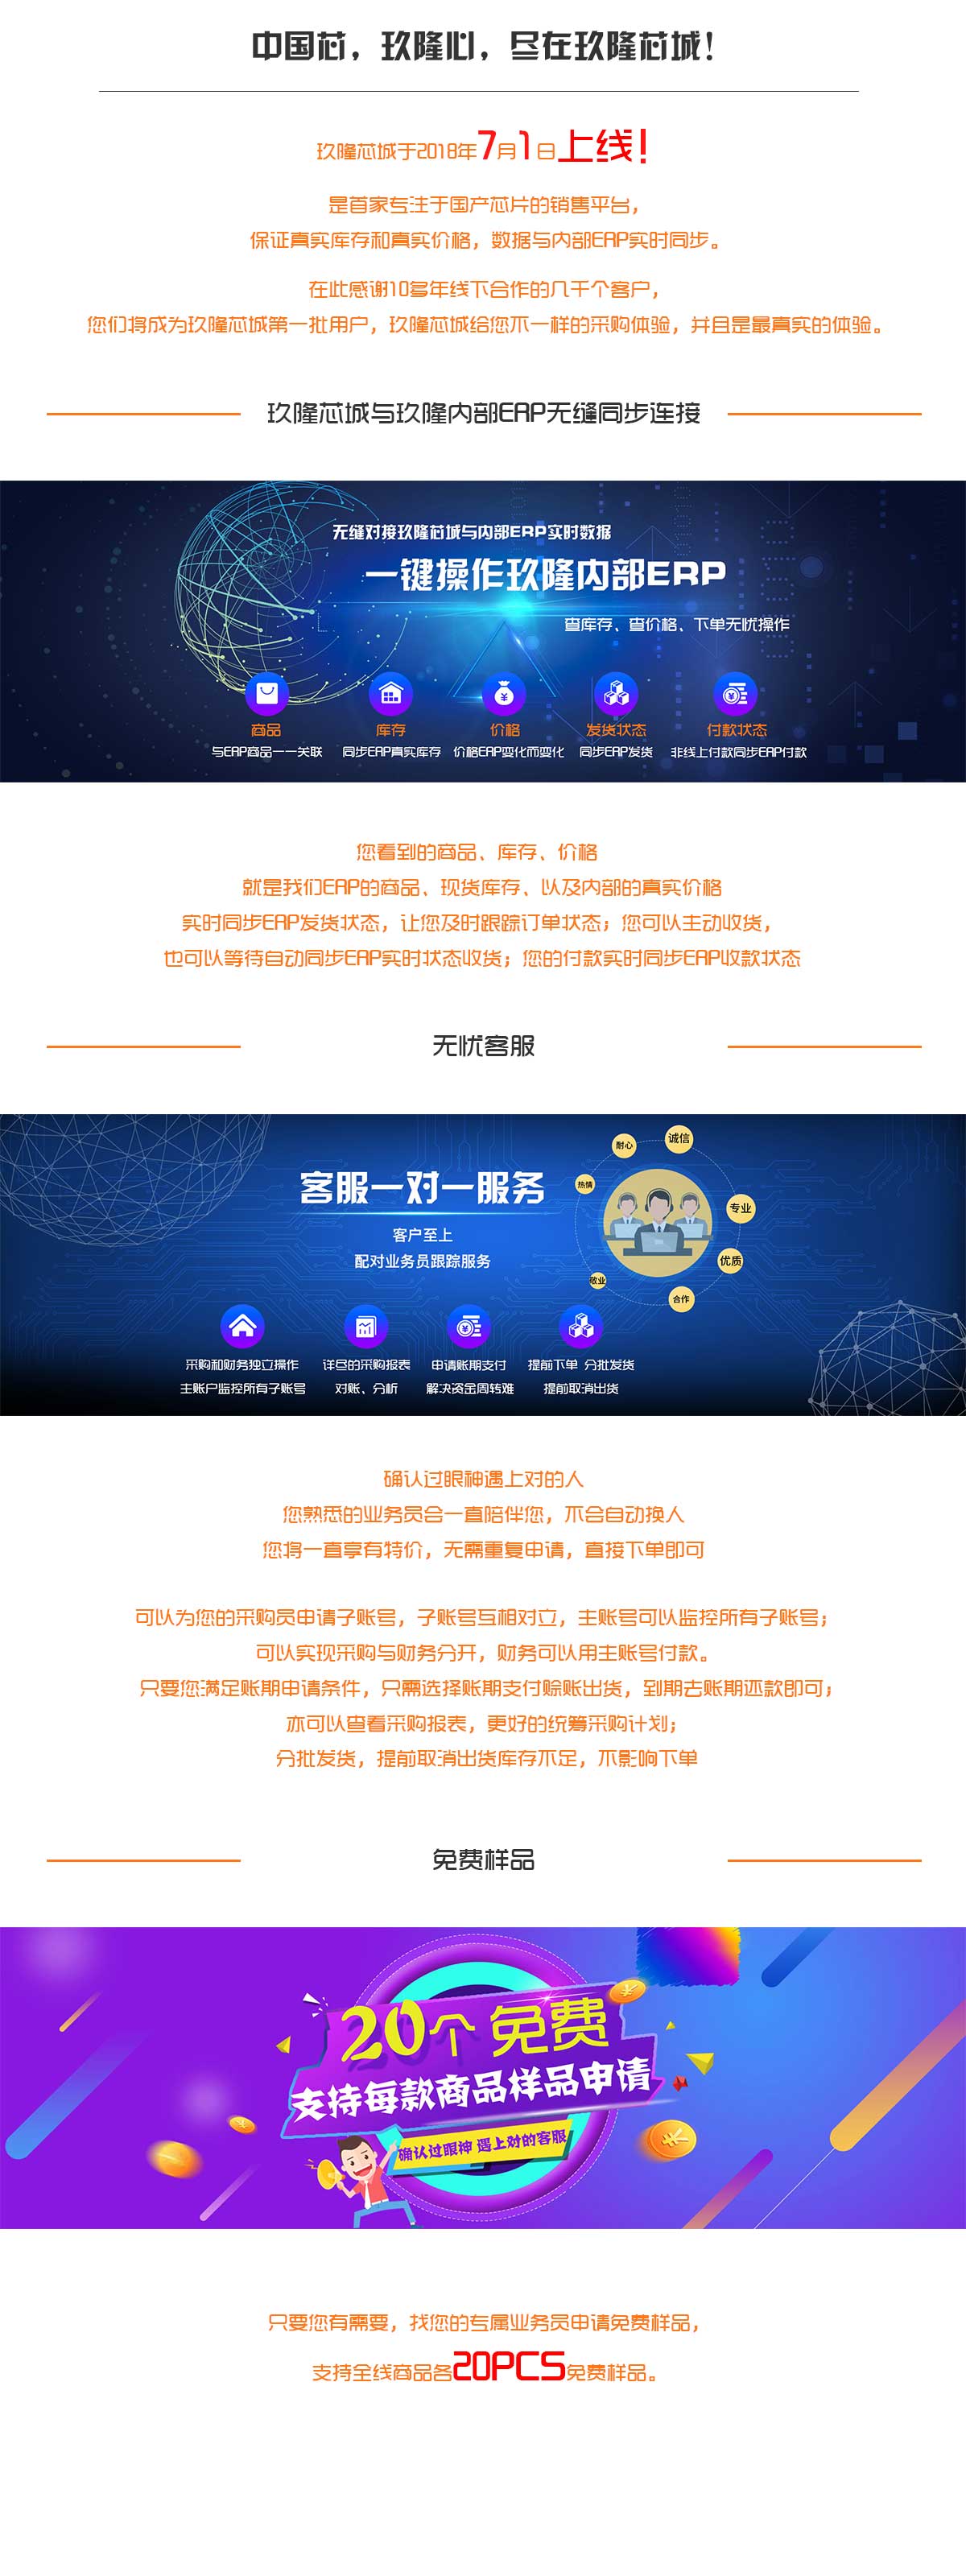 中国芯，玖隆心，尽在玖隆芯城！
玖隆芯城于2018年7月1日上线！
是首家专注于国产芯片的销售平台，
保证真实库存和真实价格，数据与内部ERP实时同步。
在此感谢10多年线下合作的几千个客户，
您们将成为玖隆芯城第一批用户，玖隆芯城给您不一样的采购体验，并且是最真实的体验。
玖隆芯城与玖隆内部ERP无缝同步连接
无缝对接玖隆芯城与内部ERP实时数据
一键操作玖隆内部ERP
查库存、查价格、下单无忧操作
商品 库存 价格 发货状态 付款状态
与ERP商品一一关联 同步ERP真实库存 价格ERP变化而变化 同步ERP发货 非线上付款同步ERP付款
您看到的商品、库存、价格
就是我们ERP的商品、现货库存、以及内部的真实价格
实时同步ERP发货状态，让您及时跟踪订单状态；您可以主动收货，
也可以等待自动同步ERP实时状态收货；您的付款实时同步ERP收款状态
无忧客服
耐心 诚信
热情
客服一对一服务
专业
客户至上
配对业务员跟踪服务
优质
敬业
合作
采购和财务独立操作 详尽的采购报表 申请账期支付 提前下单 分批发货
主账户监控所有子账号 对账、分析 解决资金周转难 提前取消出货
确认过眼神遇上对的人
您熟悉的业务员会一直陪伴您，不会自动换人
您将一直享有特价，无需重复申请，直接下单即可
可以为您的采购员申请子账号，子账号互相对立，主账号可以监控所有子账号；
可以实现采购与财务分开，财务可以用主账号付款。
只要您满足账期申请条件，只需选择账期支付赊账出货，到期去账期还款即可；
亦可以查看采购报表，更好的统筹采购计划；
分批发货，提前取消出货库存不足，不影响下单
免费样品
20个 免费
支持每款商品样品申请
确认过眼神 遇上对的客服
只要您有需要，找您的专属业务员申请免费样品，
支持全线商品各20PCS免费样品。